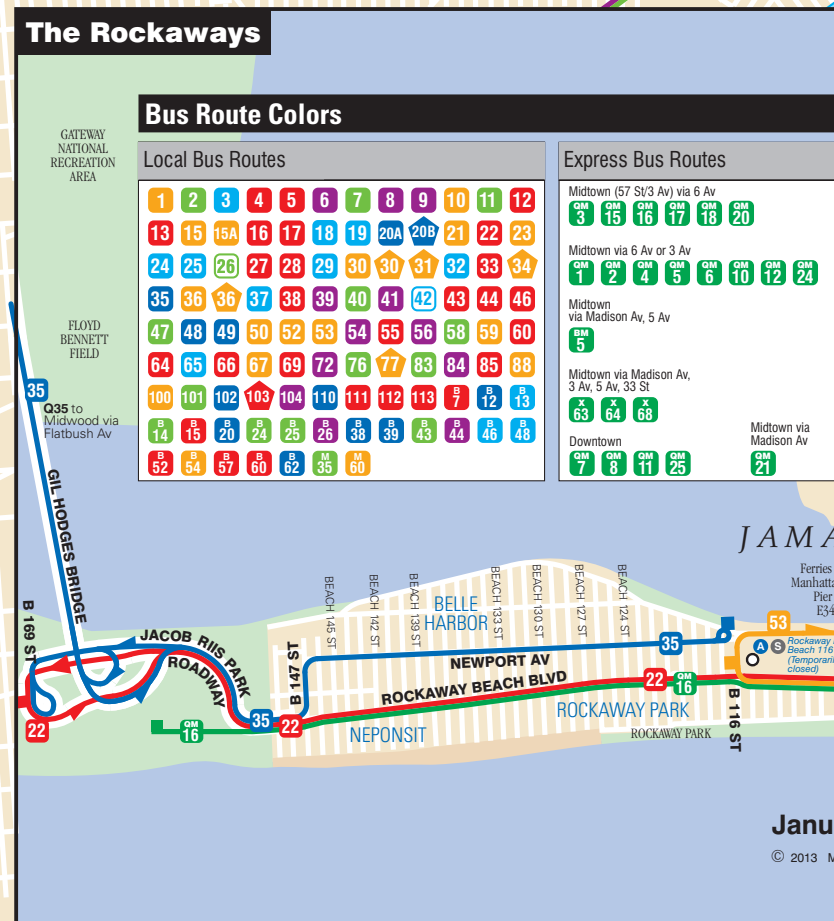 The Rockaways
GATEWAY
NATIONAL
RECREATION
AREA
Bus Route Colors
Local Bus Routes
1 2 3 4 5 6 7 8 9 10 11 12
13 15 15A 16 17 18 19 20A 20B 21 22 23
24 25 26 27 28 29 30 30 31 32 33 34
35 36 36 37 38 39 40 41 42 43 44 46
47 48 49 50 52 53 54 55 56 58 59 60
64 65 66 67 69 72 76 77 83 84 85 88
100 101 102 103 104 110 111 112 113 B 7 B 12 B 13
B 14 B 15 B 20 B 24 B 25 B 26 B 38 B 39 B 43 B 44 B 46 B 48
B 52 B 54 B 57 B 60 B 62 M 35 M 60
Express Bus Routes
Midtown (57 St/3 Av) via 6 Av
QM 3 QM 15 QM 16 QM 17 QM 18 QM 20
Midtown via 6 Av or 3 Av
QM 1 QM 2 QM 4 QM 5 QM 6 QM 10 QM 12 QM 24
Midtown
via Madison Av, 5 Av
BM 5
Midtown via Madison Av,
3 Av, 5 Av, 33 St
X 63 X 64 X 68
Downtown
QM 7 QM 8 QM 11 QM 25
Midtown via
Madison Av
QM 21
FLOYD
BENNETT
FIELD
35
Q35 to
Midwood via
Flatbush Av
GIL HODGES BRIDGE
JAMA
Ferries
Manhatta
Pier
E34
B 169 ST
JACOB RIIS PARK
ROADWAY
B 147 ST
BEACH 145 ST
BEACH 142 ST
BEACH 139 ST
BELLE
HARBOR
BEACH 133 ST
BEACH 130 ST
BEACH 127 ST
BEACH 124 ST
53
A S
Rockaway
Beach 116
(Temporari
closed)
35
NEWPORT AV
ROCKAWAY BEACH BLVD
22 QM 16
22
QM 16
35 22
NEPONSIT
ROCKAWAY PARK
ROCKAWAY PARK
B 116 ST
Janu
© 2013 M